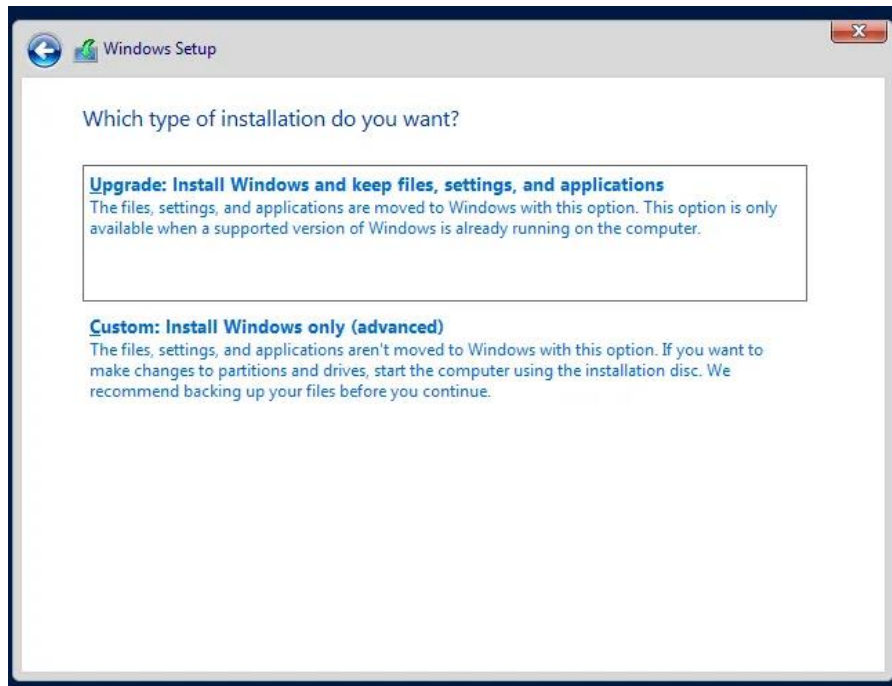 Windows Setup
Which type of installation do you want?
Upgrade: Install Windows and keep files, settings, and applications
The files, settings, and applications are moved to Windows with this option. This option is only
available when a supported version of Windows is already running on the computer.
Custom: Install Windows only (advanced)
The files, settings, and applications aren't moved to Windows with this option. If you want to
make changes to partitions and drives, start the computer using the installation disc. We
recommend backing up your files before you continue.